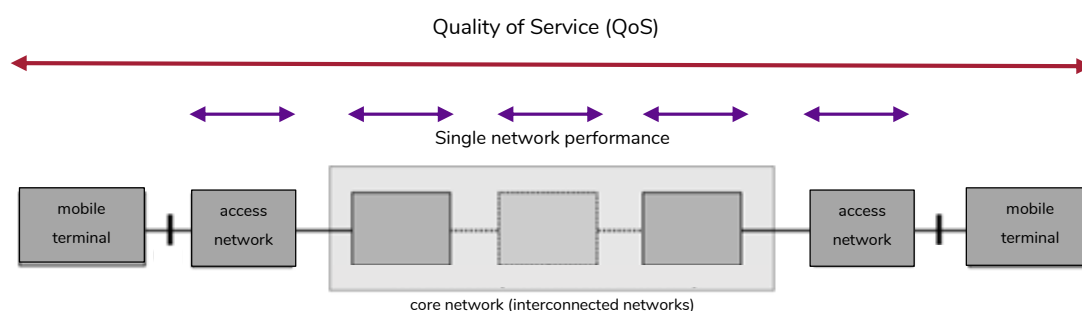 Quality of Service (QoS)
Single network performance
mobile
terminal
access
network
access
network
mobile
terminal
core network (interconnected networks)